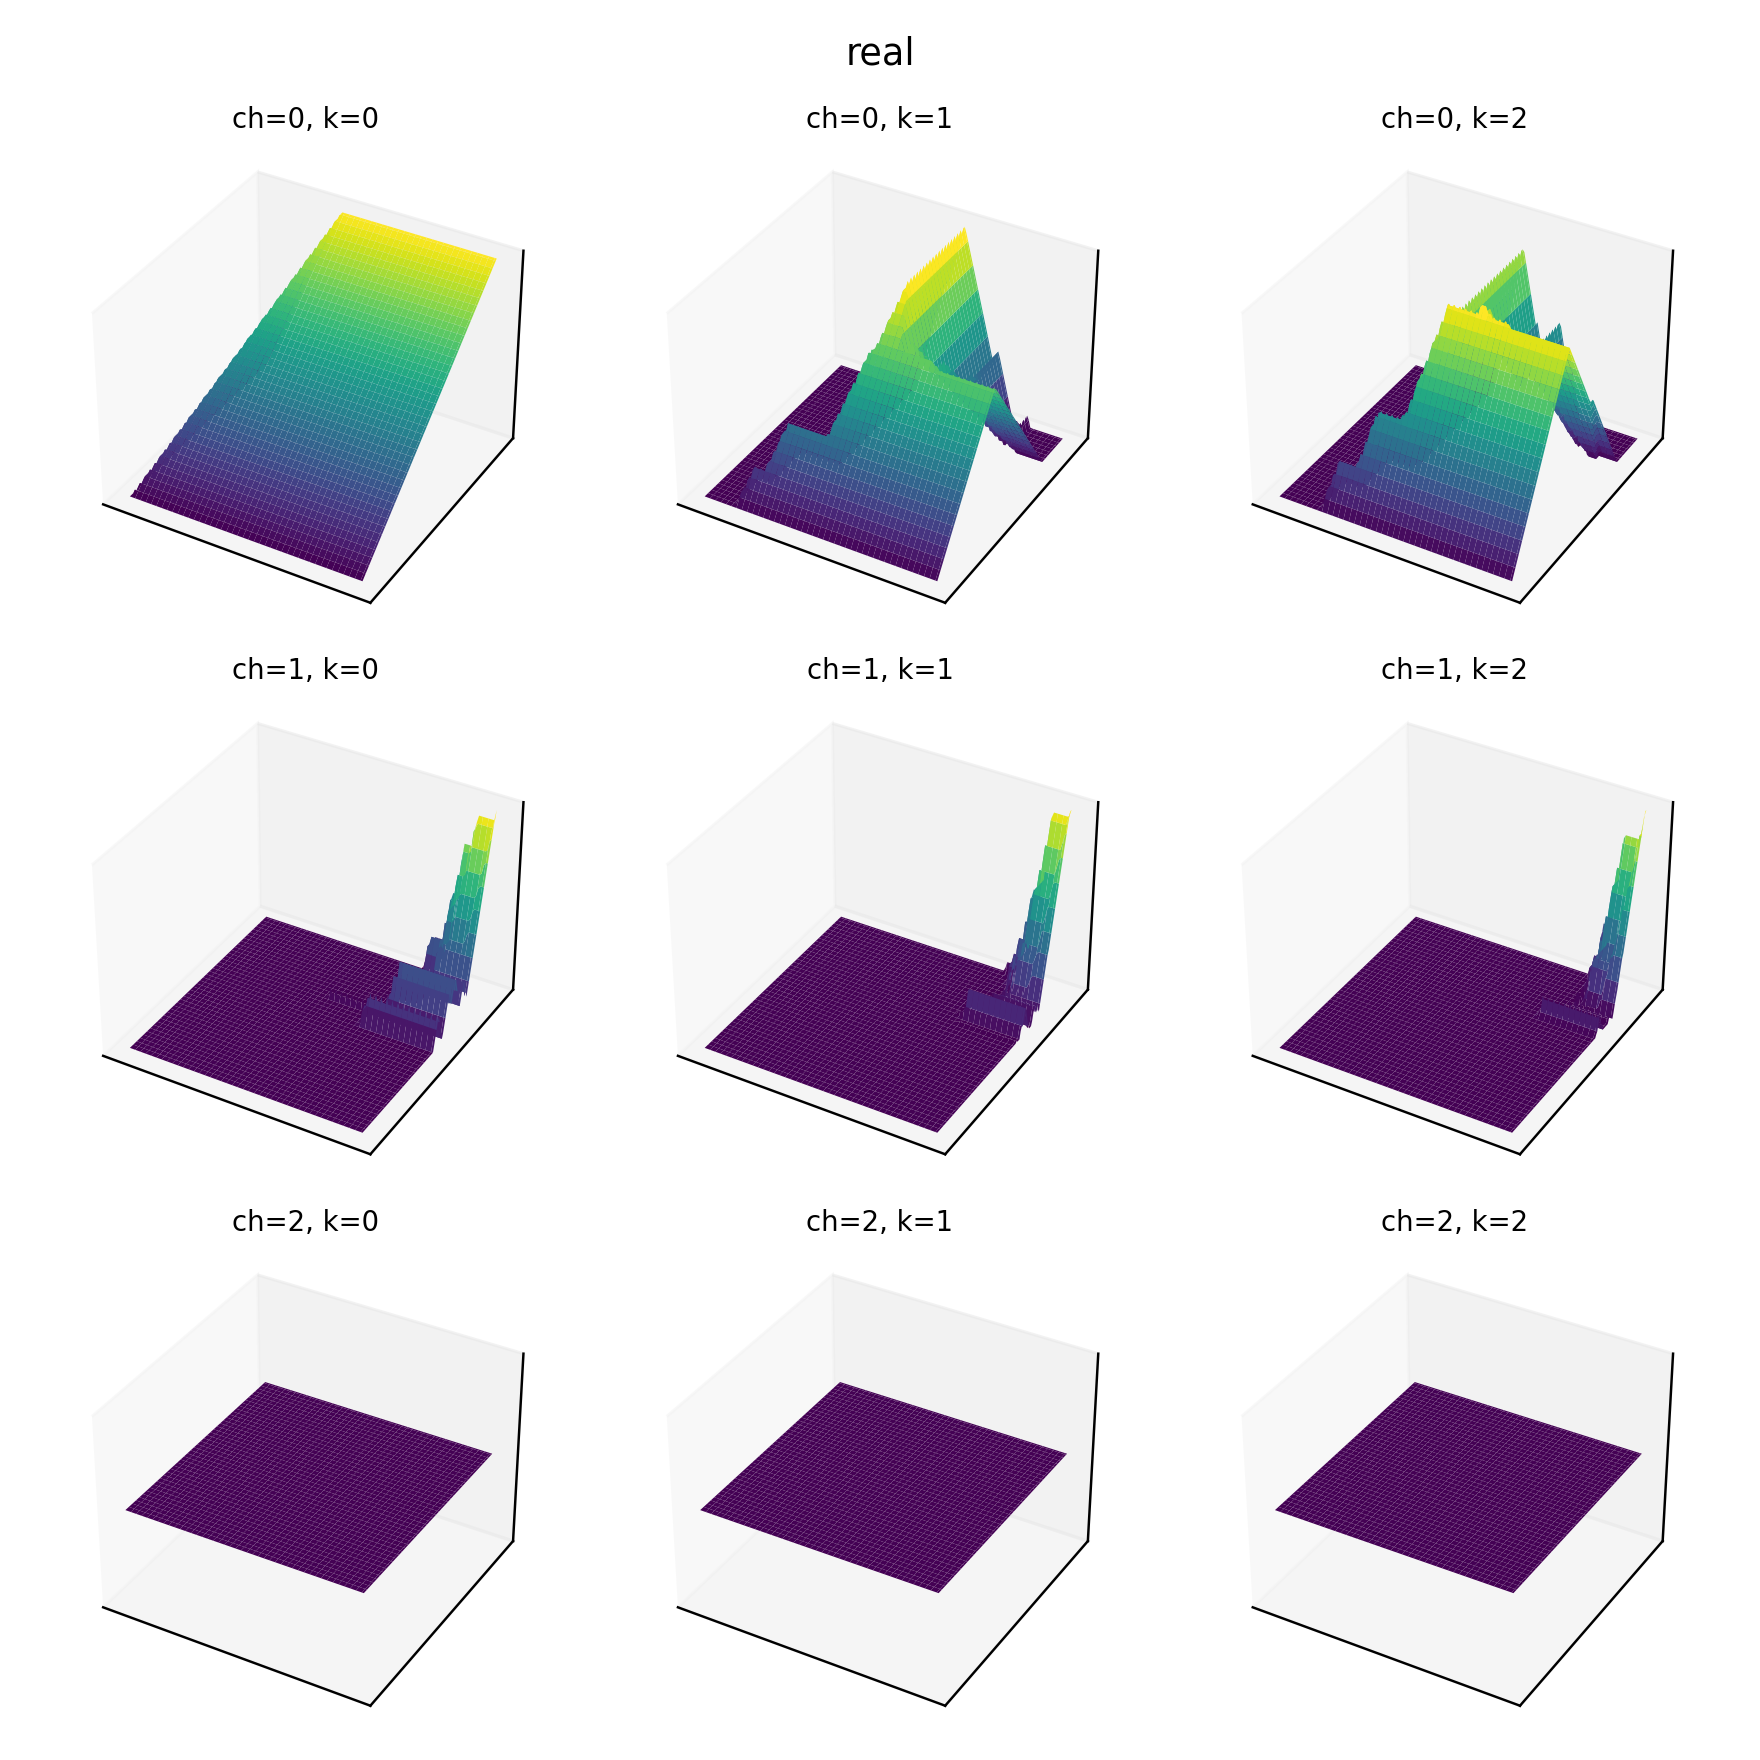 real
ch=0, k=0
ch=0, k=1
ch=0, k=2
ch=1, k=0
ch=1, k=1
ch=1, k=2
ch=2, k=0
ch=2, k=1
ch=2, k=2